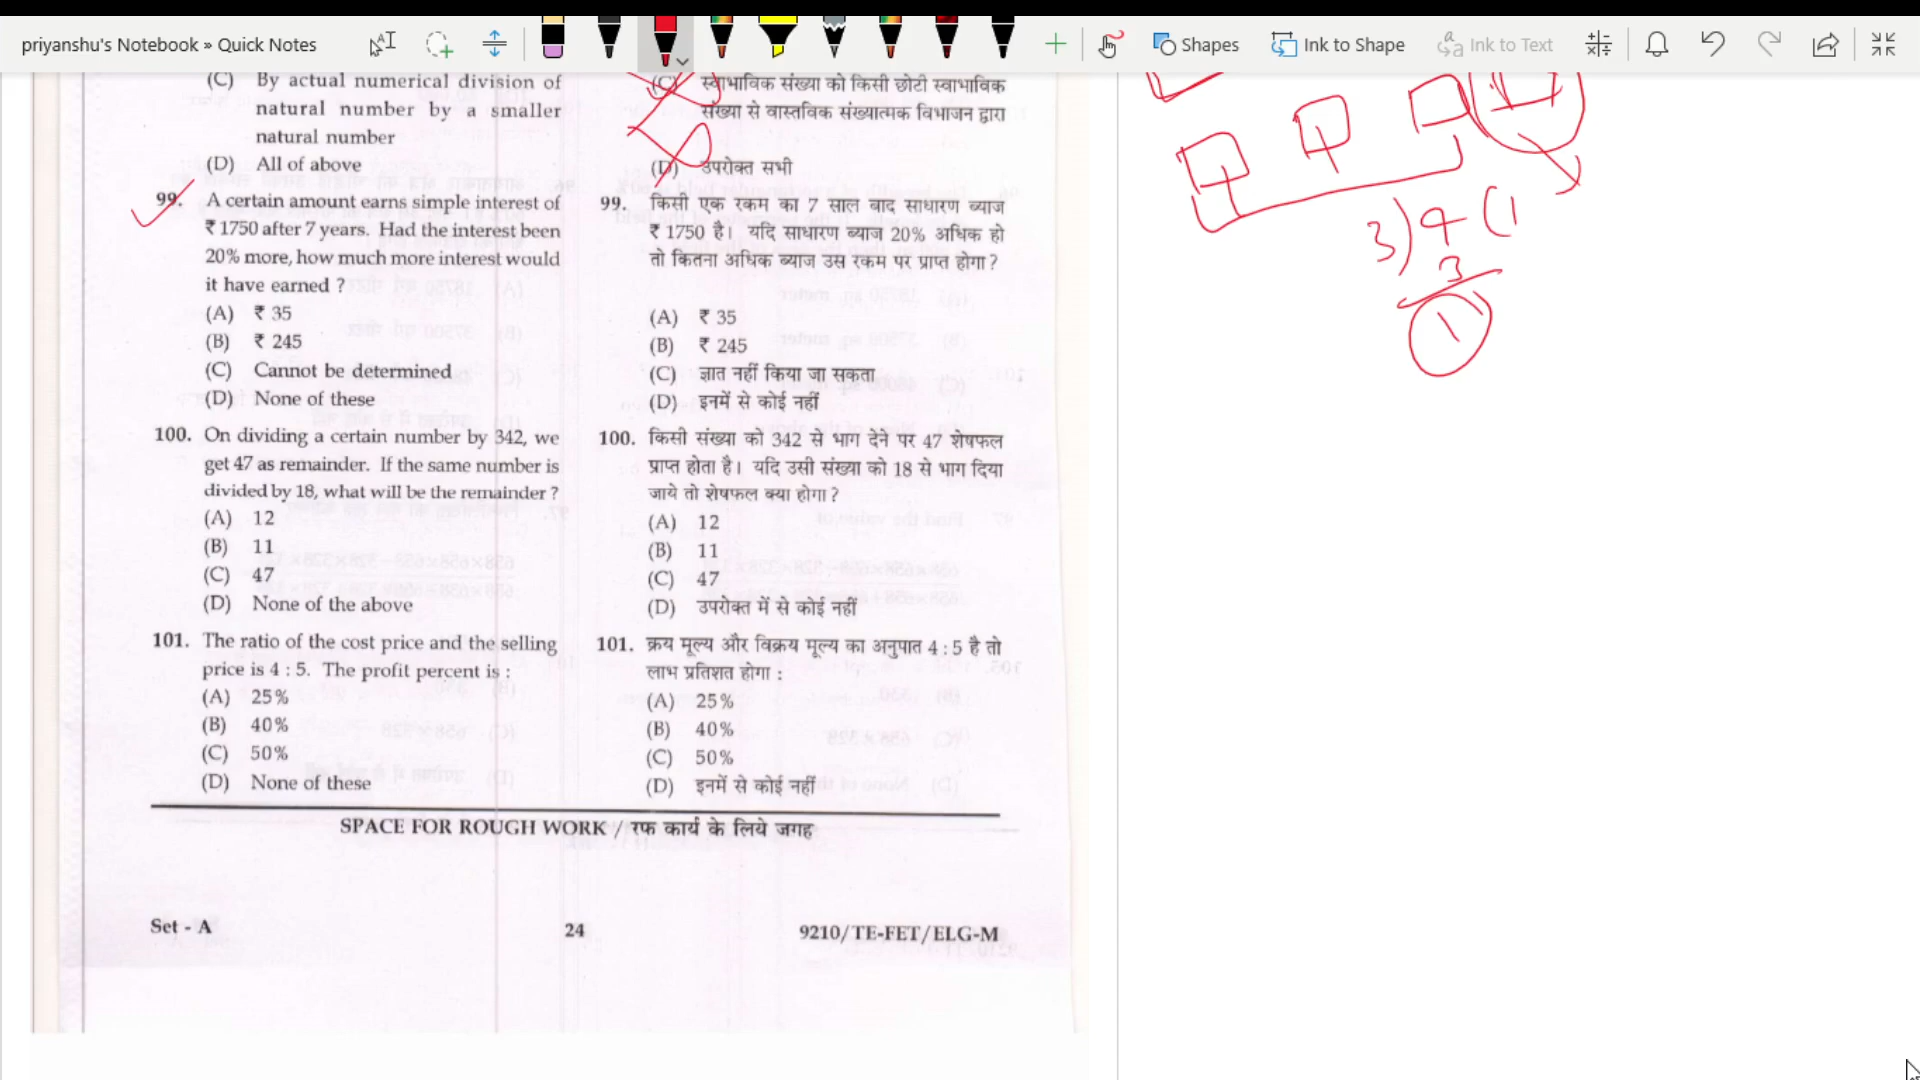 priyanshu's Notebook » Quick Notes
Shapes
Ink to Shape
Ink to Text
(C) By actual numerical division of
natural number by a smaller
natural number
(D) All of above
99. A certain amount earns simple interest of
₹ 1750 after 7 years. Had the interest been
20% more, how much more interest would
it have earned ?
(A) ₹ 35
(B) ₹ 245
(C) Cannot be determined
(D) None of these
100. On dividing a certain number by 342, we
get 47 as remainder. If the same number is
divided by 18, what will be the remainder ?
(A) 12
(B) 11
(C) 47
(D) None of the above
101. The ratio of the cost price and the selling
price is 4 : 5. The profit percent is :
(A) 25%
(B) 40%
(C) 50%
(D) None of these
(C) स्वाभाविक संख्या को किसी छोटी स्वाभाविक
संख्या से वास्तविक संख्यात्मक विभाजन द्वारा
(D) उपरोक्त सभी
99. किसी एक रकम का 7 साल बाद साधारण ब्याज
₹ 1750 है। यदि साधारण ब्याज 20% अधिक हो
तो कितना अधिक ब्याज उस रकम पर प्राप्त होगा ?
(A) ₹ 35
(B) ₹ 245
(C) ज्ञात नहीं किया जा सकता
(D) इनमें से कोई नहीं
100. किसी संख्या को 342 से भाग देने पर 47 शेषफल
प्राप्त होता है। यदि उसी संख्या को 18 से भाग दिया
जाये तो शेषफल क्या होगा ?
(A) 12
(B) 11
(C) 47
(D) उपरोक्त में से कोई नहीं
101. क्रय मूल्य और विक्रय मूल्य का अनुपात 4 : 5 है तो
लाभ प्रतिशत होगा :
(A) 25%
(B) 40%
(C) 50%
(D) इनमें से कोई नहीं
SPACE FOR ROUGH WORK / रफ कार्य के लिये जगह
Set - A
24
9210/TE-FET/ELG-M
3)4(1
3
1